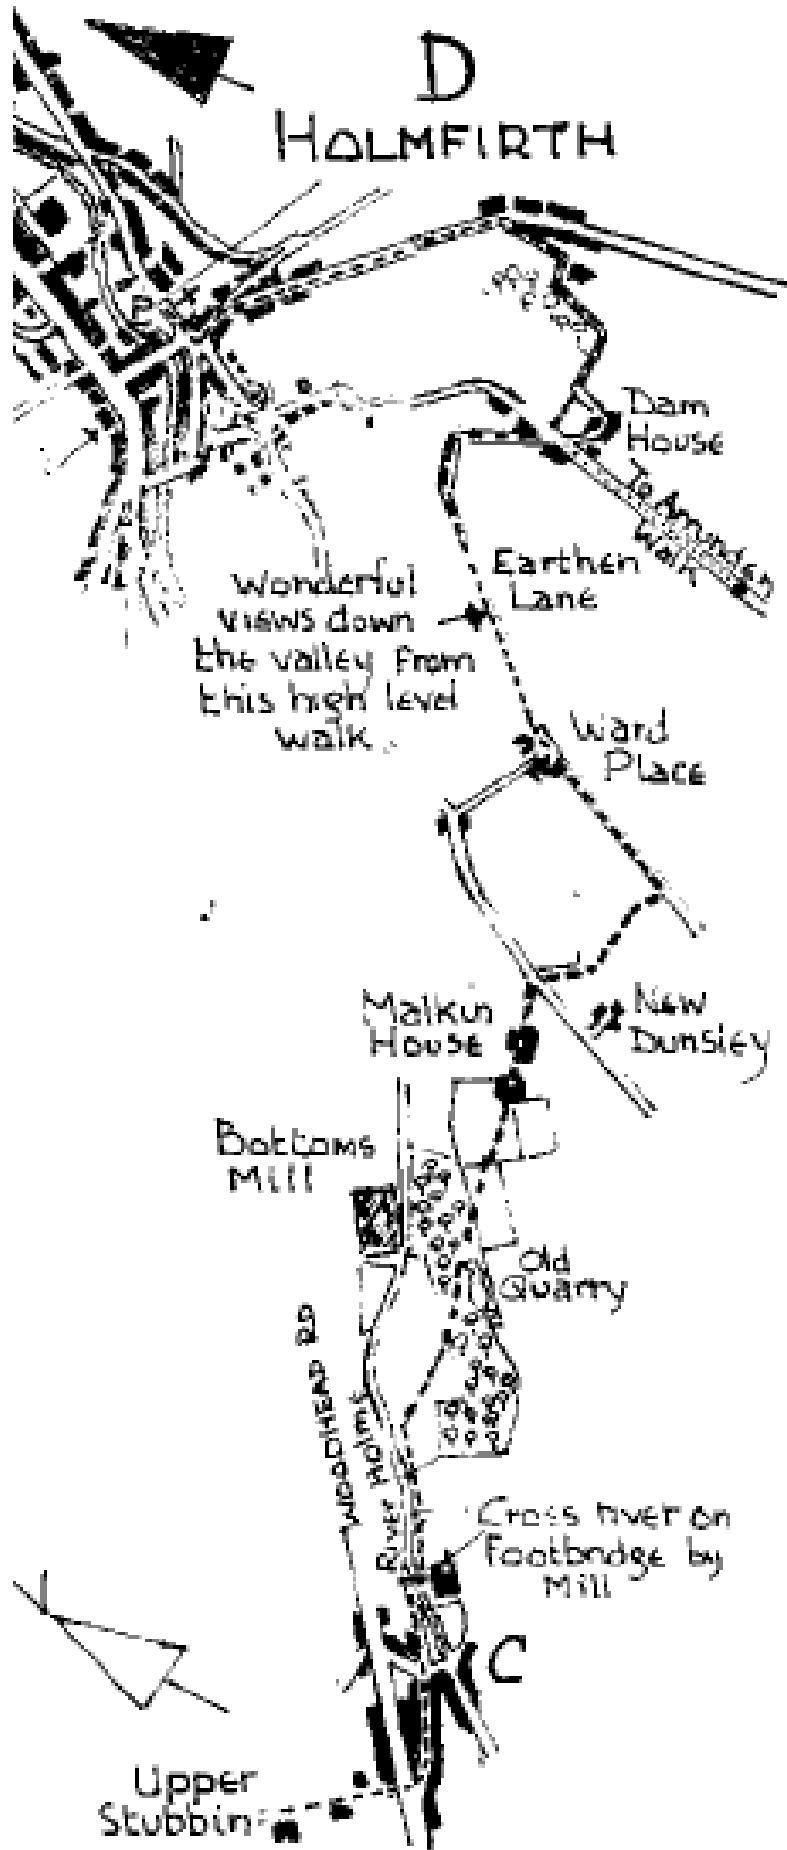 D
HOLMFIRTH
Dam
House
To Arrunden
Walk
Earthen
Lane
Wonderful
views down
the valley from
this high level
walk.
Ward
Place
New
Dunsley
Malkin
House
Bottoms
Mill
Old
Quarry
WOODHEAD RD
River Holme
Cross river on
Footbridge by
Mill
C
Upper
Stubbin